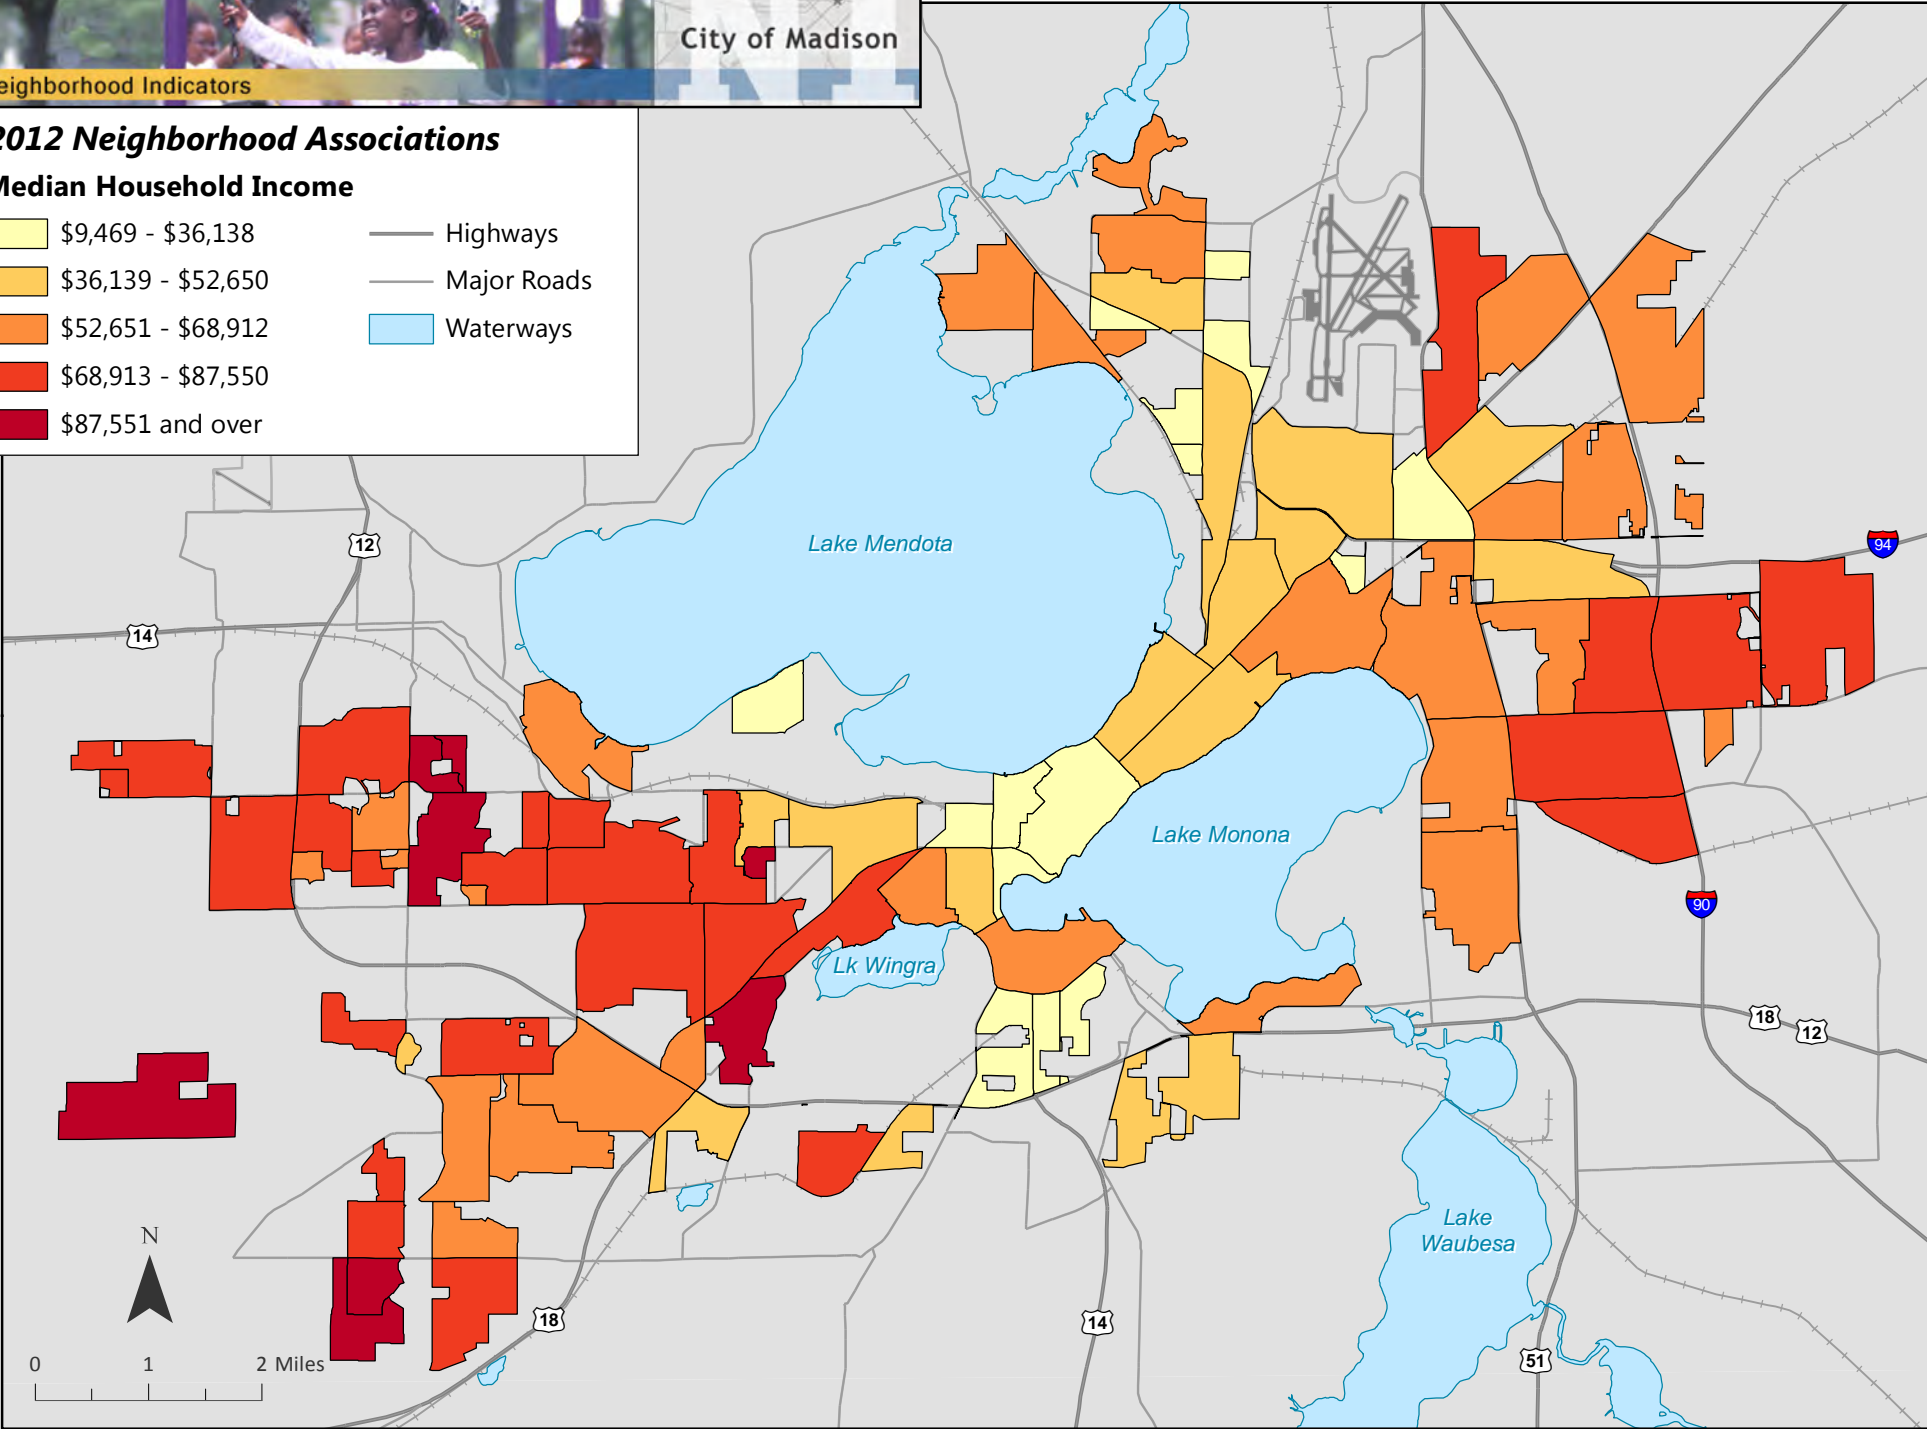 City of Madison
eighborhood Indicators
2012 Neighborhood Associations
Median Household Income
$9,469 - $36,138
Highways
$36,139 - $52,650
Major Roads
$52,651 - $68,912
Waterways
$68,913 - $87,550
$87,551 and over
Lake Mendota
12
94
14
Lake Monona
90
Lk Wingra
18
12
Lake
Waubesa
N
18
14
0 1 2 Miles
51